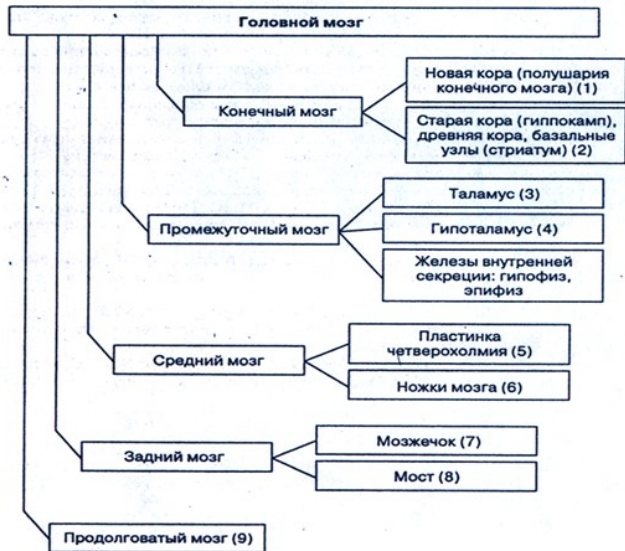 Головной мозг
Новая кора (полушария
конечного мозга) (1)
Конечный мозг
Старая кора (гиппокамп),
древняя кора, базальные
узлы (стриатум) (2)
Таламус (3)
Промежуточный мозг
Гипоталамус (4)
Железы внутренней
секреции: гипофиз,
эпифиз
Пластинка
четверохолмия (5)
Средний мозг
Ножки мозга (6)
Мозжечок (7)
Задний мозг
Мост (8)
Продолговатый мозг (9)